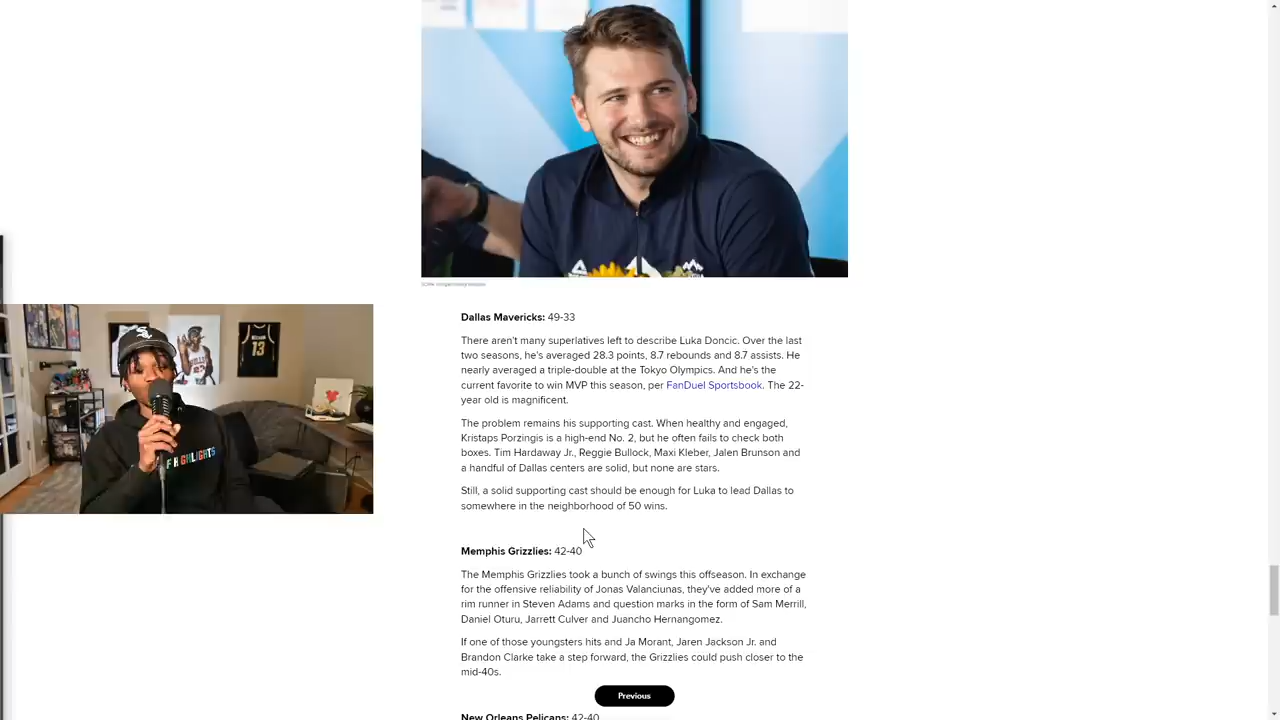 Dallas Mavericks: 49-33
There aren't many superlatives left to describe Luka Doncic. Over the last
two seasons, he's averaged 28.3 points, 8.7 rebounds and 8.7 assists. He
nearly averaged a triple-double at the Tokyo Olympics. And he's the
current favorite to win MVP this season, per FanDuel Sportsbook. The 22-
year old is magnificent.
The problem remains his supporting cast. When healthy and engaged,
Kristaps Porzingis is a high-end No. 2, but he often fails to check both
boxes. Tim Hardaway Jr., Reggie Bullock, Maxi Kleber, Jalen Brunson and
a handful of Dallas centers are solid, but none are stars.
Still, a solid supporting cast should be enough for Luka to lead Dallas to
somewhere in the neighborhood of 50 wins.
13
HIGHLIGHTS
Memphis Grizzlies: 42-40
The Memphis Grizzlies took a bunch of swings this offseason. In exchange
for the offensive reliability of Jonas Valanciunas, they've added more of a
rim runner in Steven Adams and question marks in the form of Sam Merrill,
Daniel Oturu, Jarrett Culver and Juancho Hernangomez.
If one of those youngsters hits and Ja Morant, Jaren Jackson Jr. and
Brandon Clarke take a step forward, the Grizzlies could push closer to the
mid-40s.
Previous
New Orleans Pelicans: 42-40